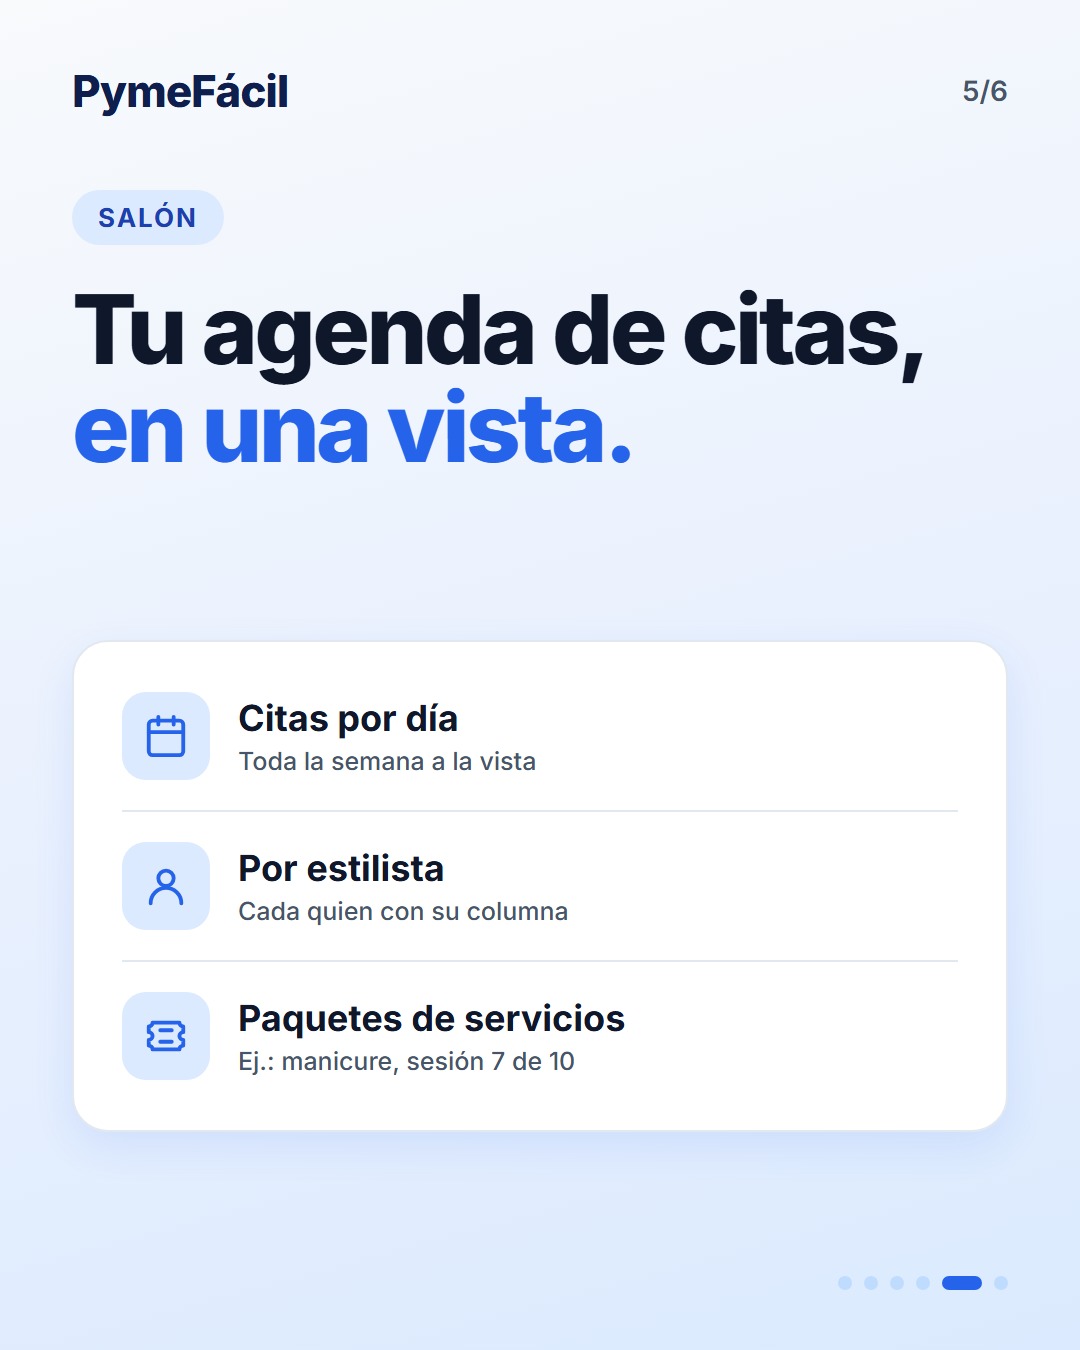 PymeFácil
5/6
SALÓN
Tu agenda de citas,
en una vista.
Citas por día
Toda la semana a la vista
Por estilista
Cada quien con su columna
Paquetes de servicios
Ej.: manicure, sesión 7 de 10